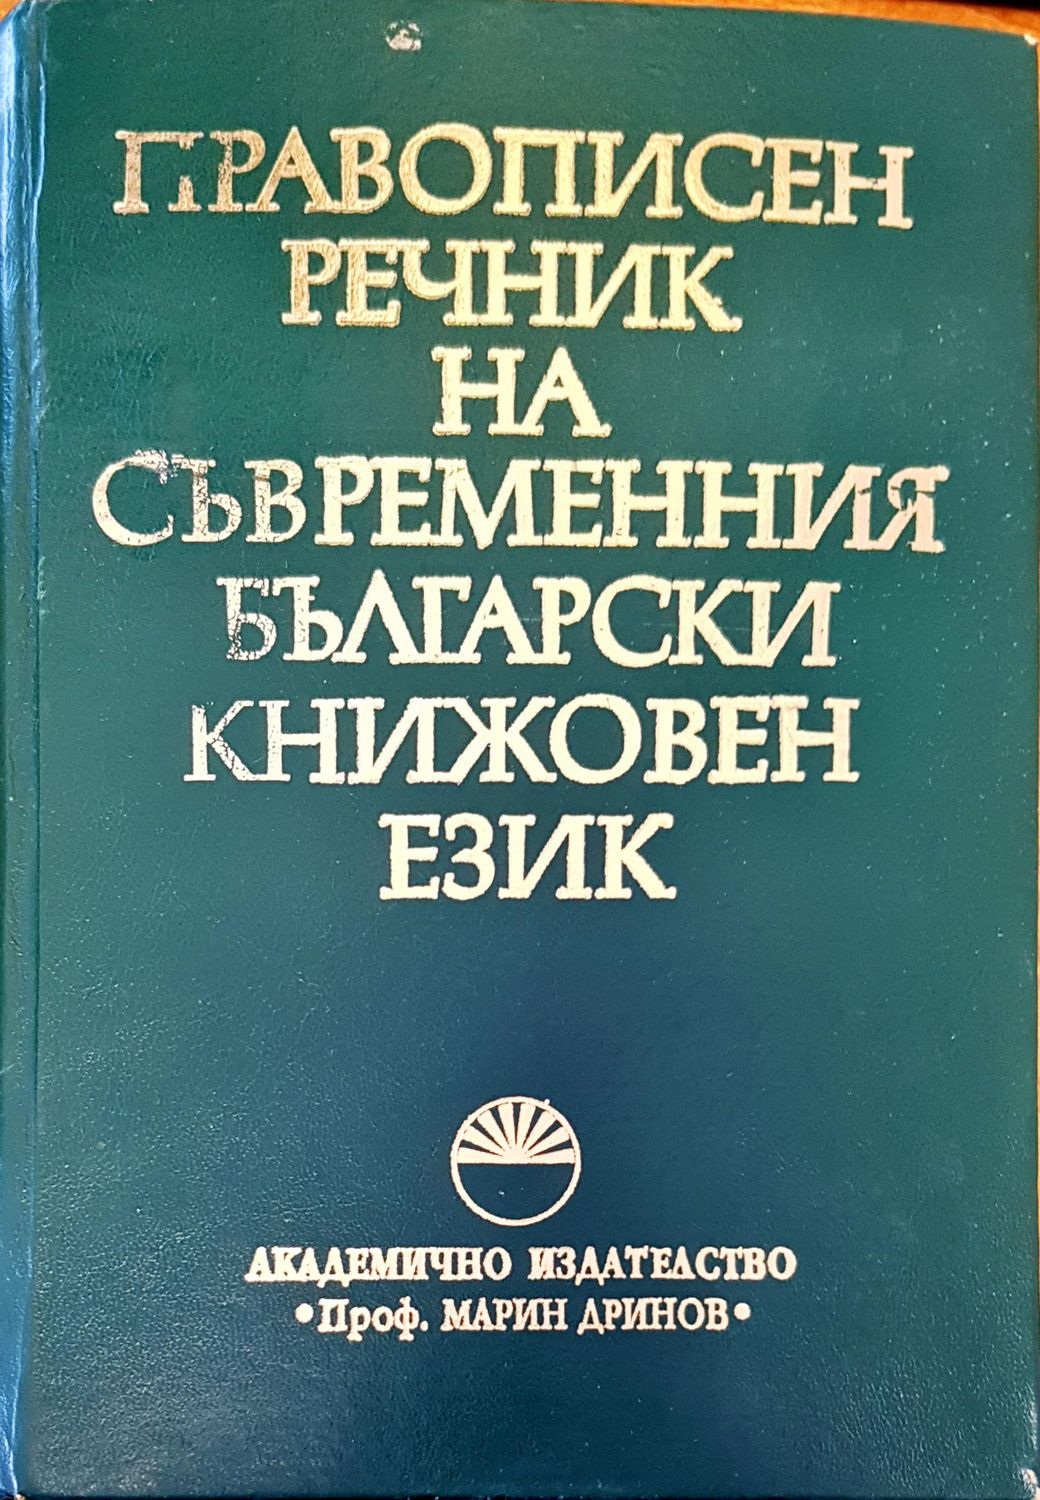 ПРАВОПИСЕН
РЕЧНИК
НА
СЪВРЕМЕННИЯ
БЪЛГАРСКИ
КНИЖОВЕН
ЕЗИК
АКАДЕМИЧНО ИЗДАТЕЛСТВО
•Проф. МАРИН ДРИНОВ•